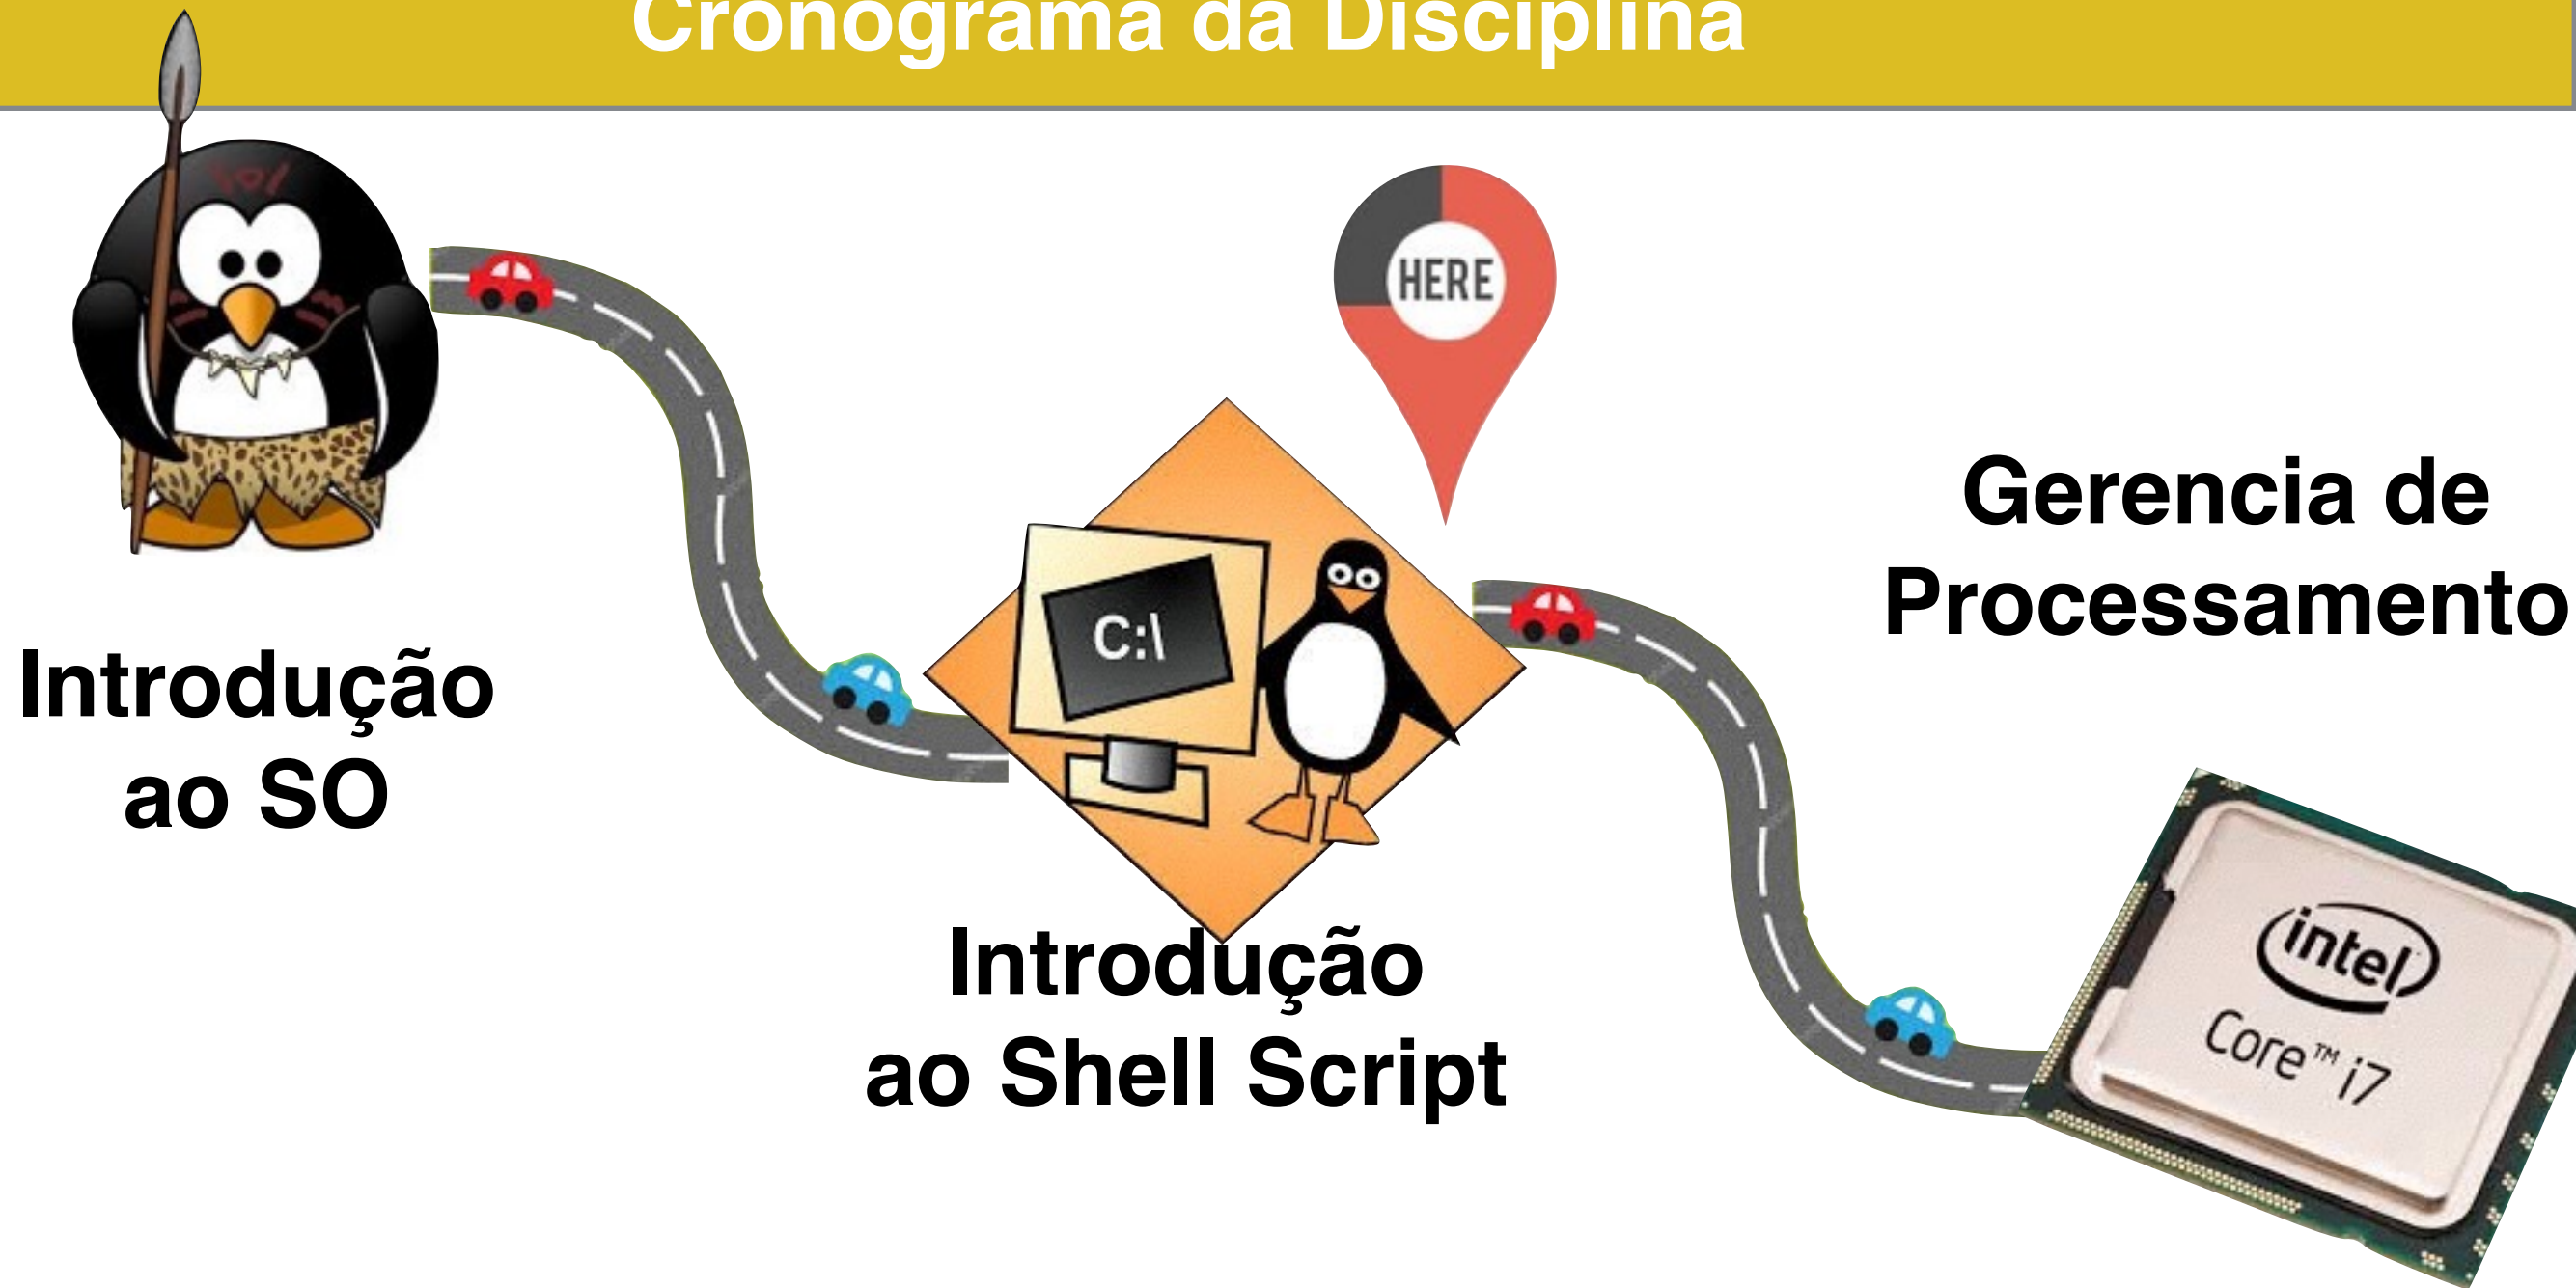 Cronograma da Disciplina
HERE
Introdução
ao SO
C:\
Introdução
ao Shell Script
Gerencia de
Processamento
intel
Core™ i7